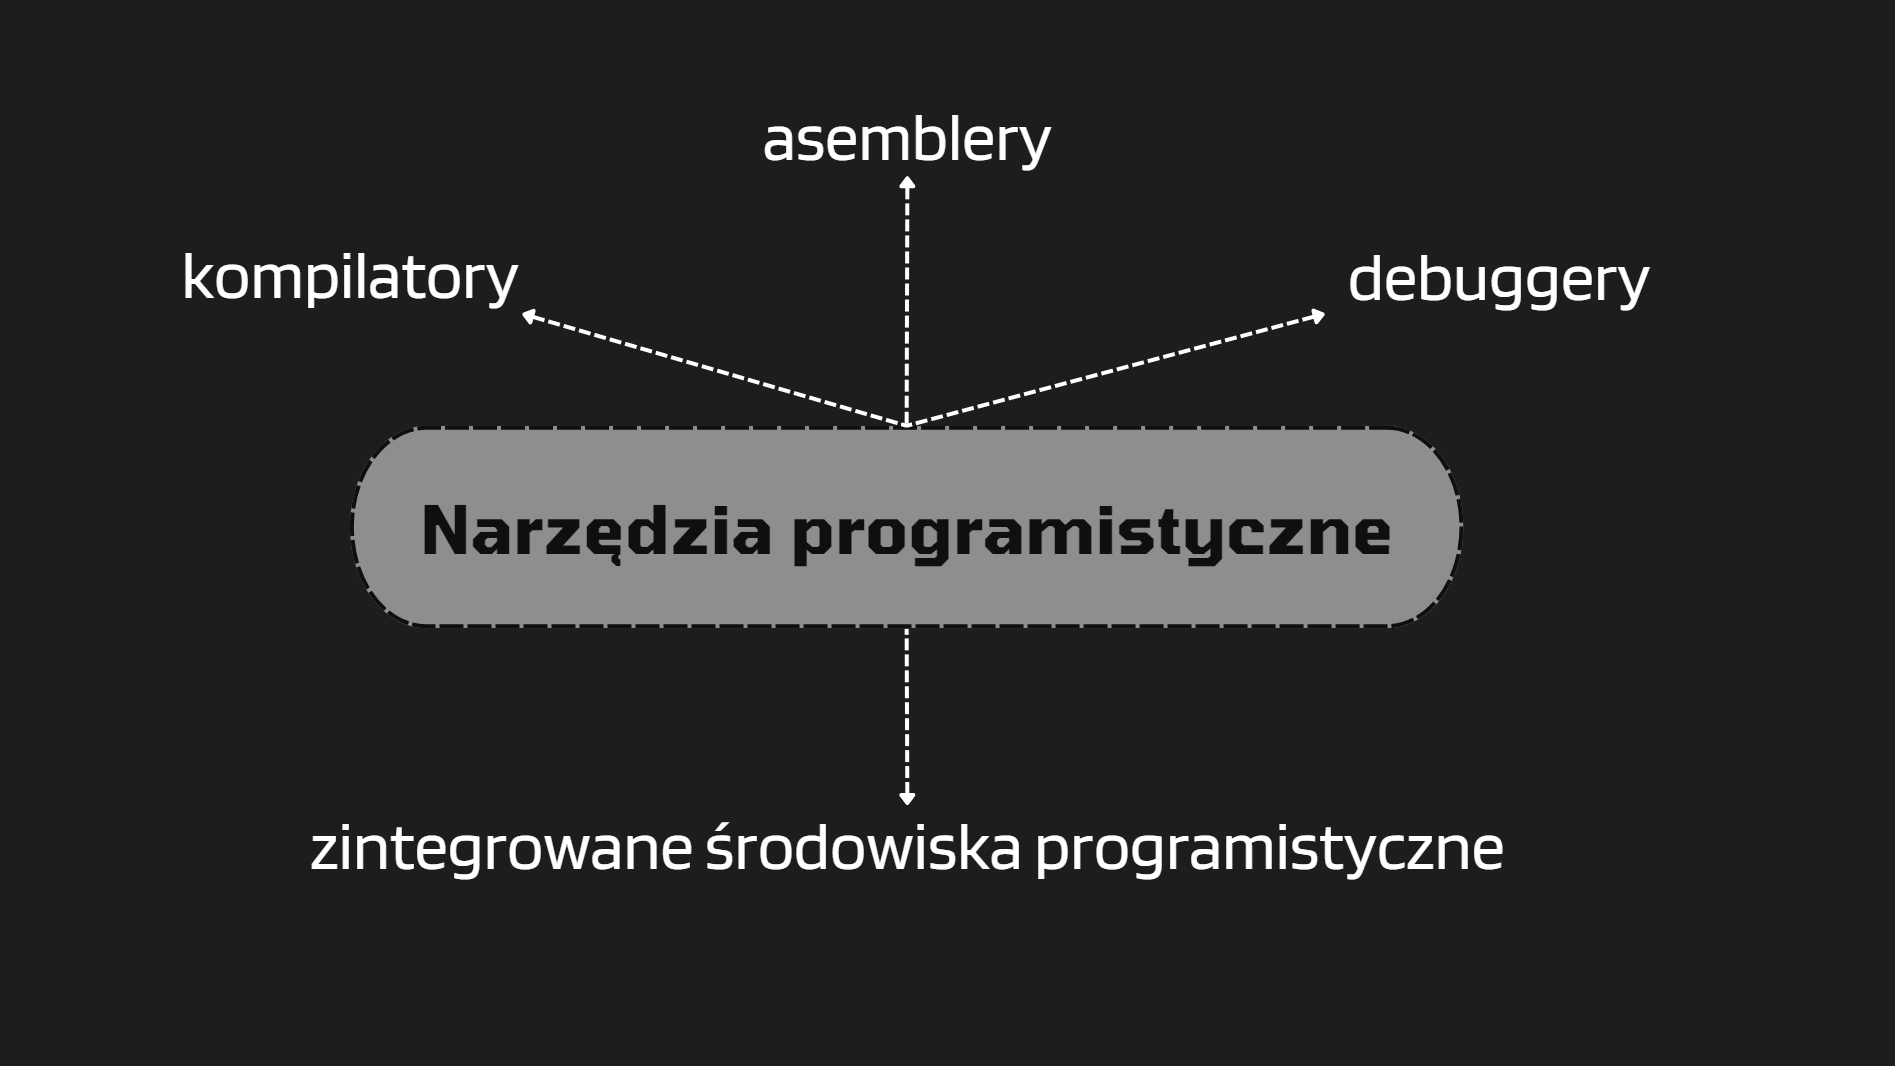 asemblery
kompilatory
debuggery
Narzędzia programistyczne
zintegrowane środowiska programistyczne